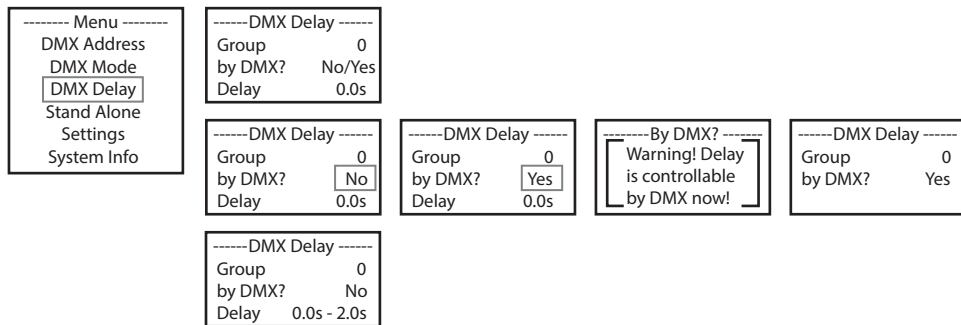 -------- Menu --------
DMX Address
DMX Mode
DMX Delay
Stand Alone
Settings
System Info
------DMX Delay ------
Group 0
by DMX? No/Yes
Delay 0.0s
------DMX Delay ------
Group 0
by DMX? No
Delay 0.0s
------DMX Delay ------
Group 0
by DMX? Yes
Delay 0.0s
--------By DMX? -------
Warning! Delay
is controllable
by DMX now!
------DMX Delay ------
Group 0
by DMX? Yes
------DMX Delay ------
Group 0
by DMX? No
Delay 0.0s - 2.0s